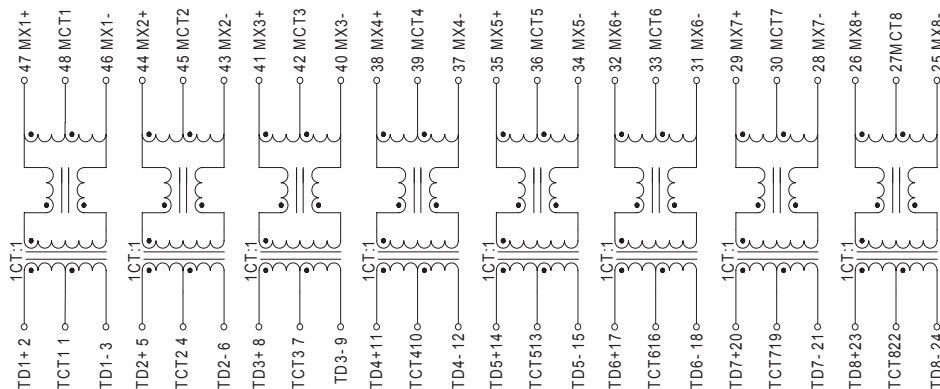 47 MX1+
48 MCT1
46 MX1-
44 MX2+
45 MCT2
43 MX2-
41 MX3+
42 MCT3
40 MX3-
38 MX4+
39 MCT4
37 MX4-
35 MX5+
36 MCT5
34 MX5-
32 MX6+
33 MCT6
31 MX6-
29 MX7+
30 MCT7
28 MX7-
26 MX8+
27MCT8
25 MX8-
1CT:1
1CT:1
1CT:1
1CT:1
1CT:1
1CT:1
1CT:1
1CT:1
TD1+ 2
TCT1 1
TD1- 3
TD2+ 5
TCT2 4
TD2- 6
TD3+ 8
TCT3 7
TD3- 9
TD4+11
TCT410
TD4- 12
TD5+14
TCT513
TD5- 15
TD6+17
TCT616
TD6- 18
TD7+20
TCT719
TD7- 21
TD8+23
TCT822
TD8- 24